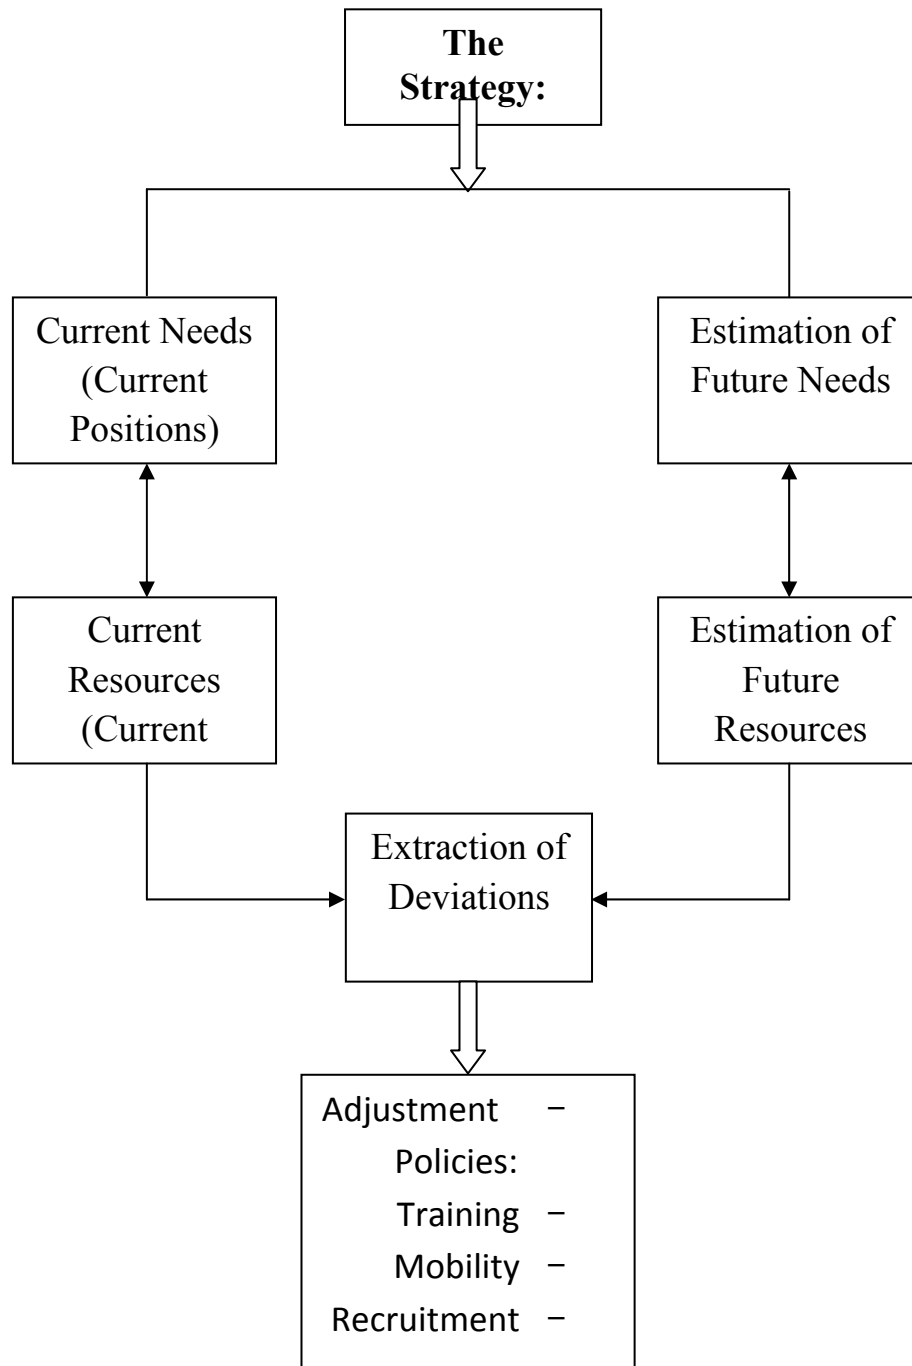 The
Strategy:
Current Needs
(Current
Positions)
Estimation of
Future Needs
Current
Resources
(Current
Estimation of
Future
Resources
Extraction of
Deviations
Adjustment –
Policies:
Training –
Mobility –
Recruitment –